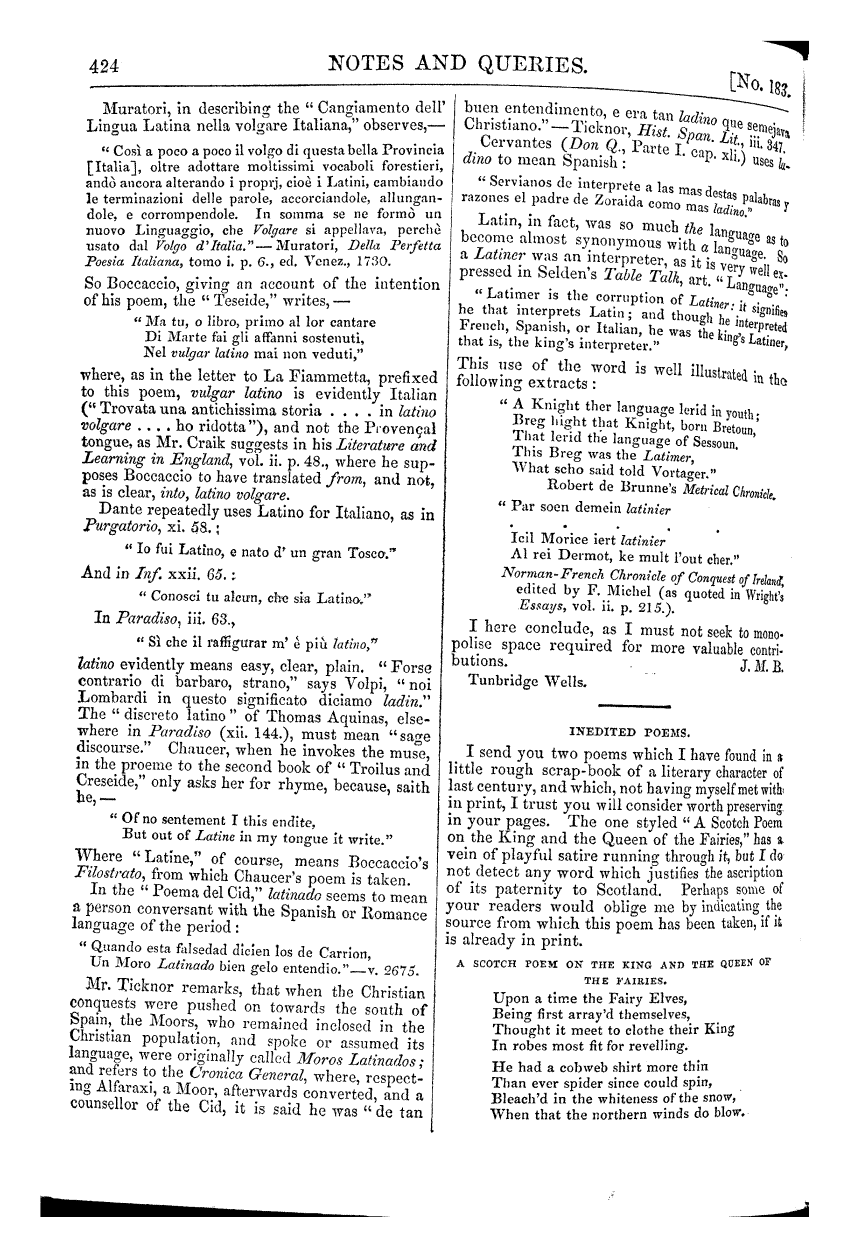 424
NOTES AND QUERIES.
[No. 183.
Muratori, in describing the “ Cangiamento dell’
Lingua Latina nella volgare Italiana,” observes,—
“ Così a poco a poco il volgo di questa bella Provincia
[Italia], oltre adottare moltissimi vocaboli forestieri,
andò ancora alterando i proprj, cioè i Latini, cambiando
le terminazioni delle parole, accorciandole, allungan-
dole, e corrompendole. In somma se ne formò un
nuovo Linguaggio, che Volgare si appellava, perchè
usato dal Volgo d’Italia.”— Muratori, Della Perfetta
Poesia Italiana, tomo i. p. 6., ed. Venez., 1730.
So Boccaccio, giving an account of the intention
of his poem, the “ Teseide,” writes, —
“ Ma tu, o libro, primo al lor cantare
Di Marte fai gli affanni sostenuti,
Nel vulgar latino mai non veduti,”
where, as in the letter to La Fiammetta, prefixed
to this poem, vulgar latino is evidently Italian
(“ Trovata una antichissima storia . . . . in latino
volgare . . . . ho ridotta”), and not the Provençal
tongue, as Mr. Craik suggests in his Literature and
Learning in England, vol. ii. p. 48., where he sup-
poses Boccaccio to have translated from, and not,
as is clear, into, latino volgare.
Dante repeatedly uses Latino for Italiano, as in
Purgatorio, xi. 58. :
“ Io fui Latino, e nato d’ un gran Tosco.”
And in Inf. xxii. 65. :
“ Conosci tu alcun, che sia Latino.”
In Paradiso, iii. 63.,
“ Sì che il raffigurar m’ è più latino,”
latino evidently means easy, clear, plain. “ Forse
contrario di barbaro, strano,” says Volpi, “ noi
Lombardi in questo significato diciamo ladin.”
The “ discreto latino ” of Thomas Aquinas, else-
where in Paradiso (xii. 144.), must mean “ sage
discourse.” Chaucer, when he invokes the muse,
in the proeme to the second book of “ Troilus and
Creseide,” only asks her for rhyme, because, saith
he, —
“ Of no sentement I this endite,
But out of Latine in my tongue it write.”
Where “ Latine,” of course, means Boccaccio’s
Filostrato, from which Chaucer’s poem is taken.
In the “ Poema del Cid,” latinado seems to mean
a person conversant with the Spanish or Romance
language of the period :
“ Quando esta falsedad dicien los de Carrion,
Un Moro Latinado bien gelo entendio.”—v. 2675.
Mr. Ticknor remarks, that when the Christian
conquests were pushed on towards the south of
Spain, the Moors, who remained inclosed in the
Christian population, and spoke or assumed its
language, were originally called Moros Latinados ;
and refers to the Cronica General, where, respect-
ing Alfaraxi, a Moor, afterwards converted, and a
counsellor of the Cid, it is said he was “ de tan
buen entendimento, e era tan ladino que semejava
Christiano.” — Ticknor, Hist. Span. Lit., iii. 347.
Cervantes (Don Q., Parte I. cap. xli.) uses la-
dino to mean Spanish :
“ Servianos de interprete a las mas destas palabras y
razones el padre de Zoraida como mas ladino.”
Latin, in fact, was so much the language as to
become almost synonymous with a language. So
a Latiner was an interpreter, as it is very well ex-
pressed in Selden’s Table Talk, art. “ Language”:
“ Latimer is the corruption of Latiner: it signifies
he that interprets Latin ; and though he interpreted
French, Spanish, or Italian, he was the king’s Latiner,
that is, the king’s interpreter.”
This use of the word is well illustrated in the
following extracts :
“ A Knight ther language lerid in youth ;
Breg hight that Knight, born Bretoun,
That lerid the language of Sessoun.
This Breg was the Latimer,
What scho said told Vortager.”
Robert de Brunne’s Metrical Chronicle.
“ Par soen demein latinier
. . . . .
Icil Morice iert latinier
Al rei Dermot, ke mult l’out cher.”
Norman-French Chronicle of Conquest of Ireland,
edited by F. Michel (as quoted in Wright’s
Essays, vol. ii. p. 215.).
I here conclude, as I must not seek to mono-
polise space required for more valuable contri-
butions. J. M. B.
Tunbridge Wells.
INEDITED POEMS.
I send you two poems which I have found in a
little rough scrap-book of a literary character of
last century, and which, not having myself met with
in print, I trust you will consider worth preserving
in your pages. The one styled “ A Scotch Poem
on the King and the Queen of the Fairies,” has a
vein of playful satire running through it, but I do
not detect any word which justifies the ascription
of its paternity to Scotland. Perhaps some of
your readers would oblige me by indicating the
source from which this poem has been taken, if it
is already in print.
A SCOTCH POEM ON THE KING AND THE QUEEN OF
THE FAIRIES.
Upon a time the Fairy Elves,
Being first array’d themselves,
Thought it meet to clothe their King
In robes most fit for revelling.
He had a cobweb shirt more thin
Than ever spider since could spin,
Bleach’d in the whiteness of the snow,
When that the northern winds do blow.